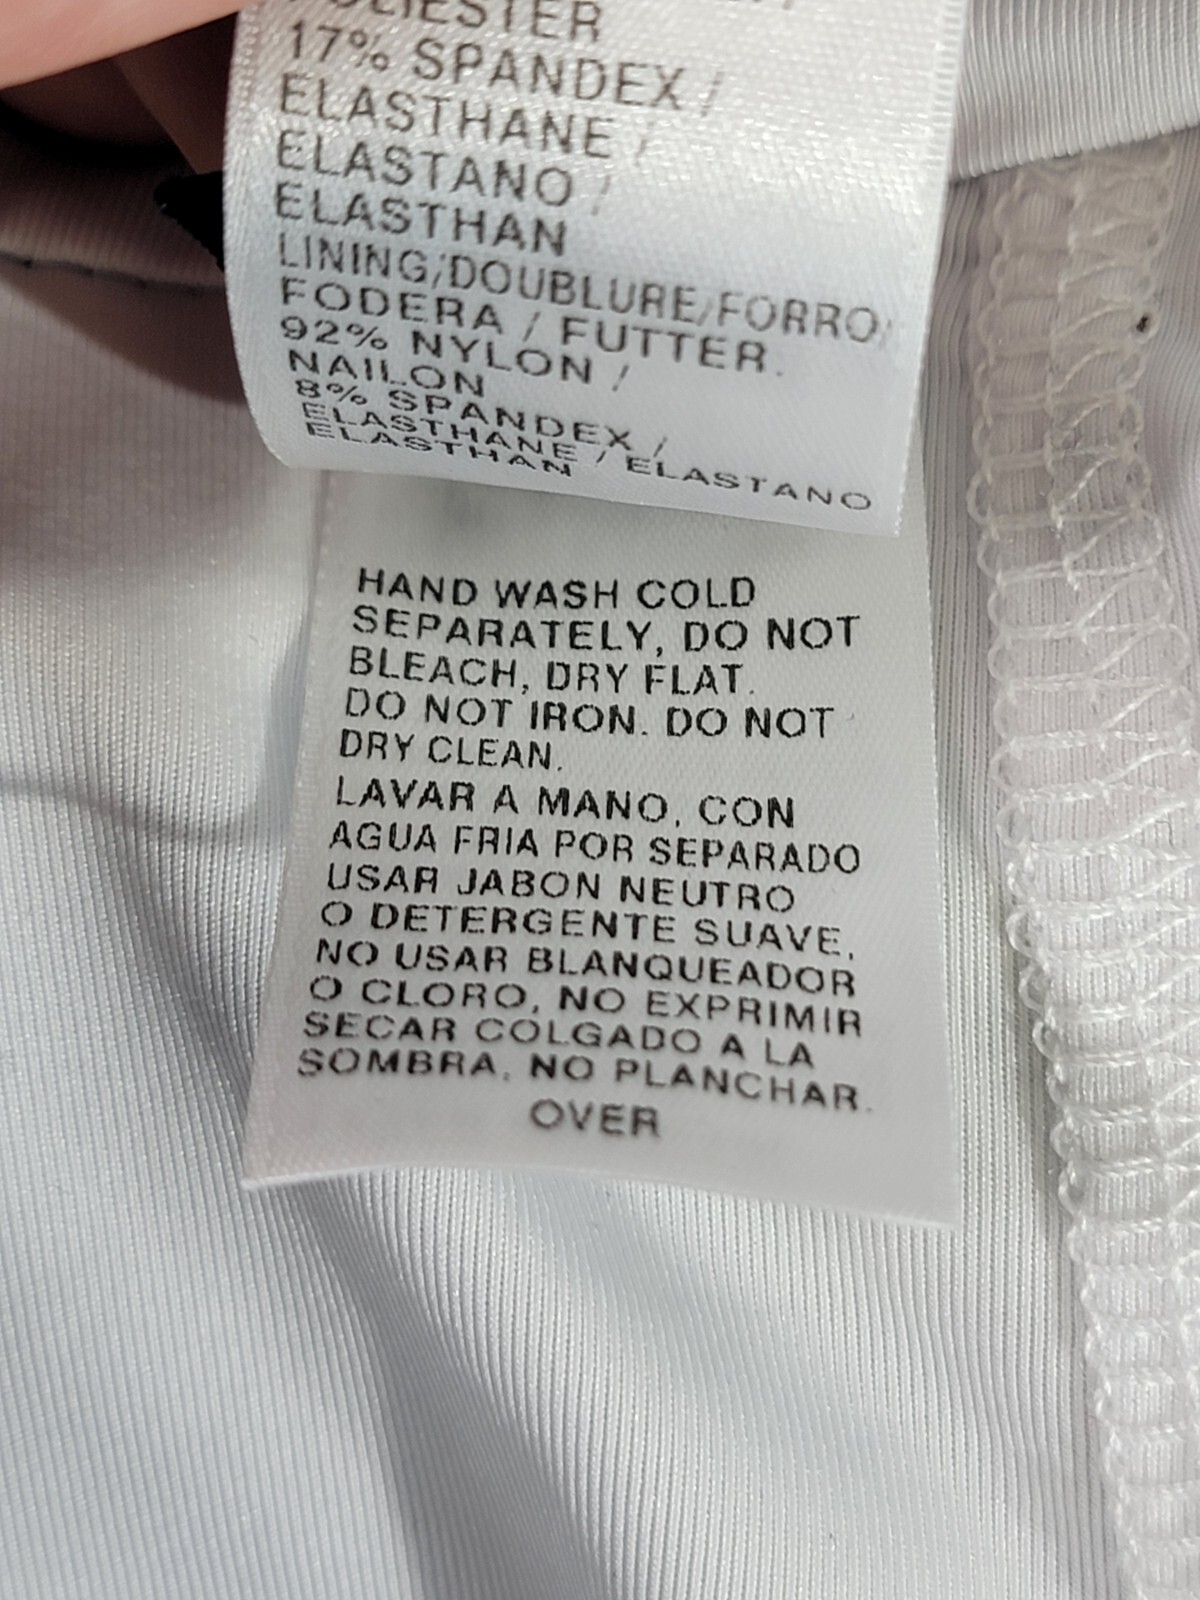 POLIESTER
17% SPANDEX /
ELASTHANE /
ELASTANO /
ELASTHAN
LINING/DOUBLURE/FORRO/
FODERA / FUTTER.
92% NYLON /
NAILON
8% SPANDEX /
ELASTHANE / ELASTANO
ELASTHAN
HAND WASH COLD
SEPARATELY, DO NOT
BLEACH, DRY FLAT.
DO NOT IRON. DO NOT
DRY CLEAN.
LAVAR A MANO, CON
AGUA FRIA POR SEPARADO
USAR JABON NEUTRO
O DETERGENTE SUAVE,
NO USAR BLANQUEADOR
O CLORO, NO EXPRIMIR
SECAR COLGADO A LA
SOMBRA, NO PLANCHAR.
OVER